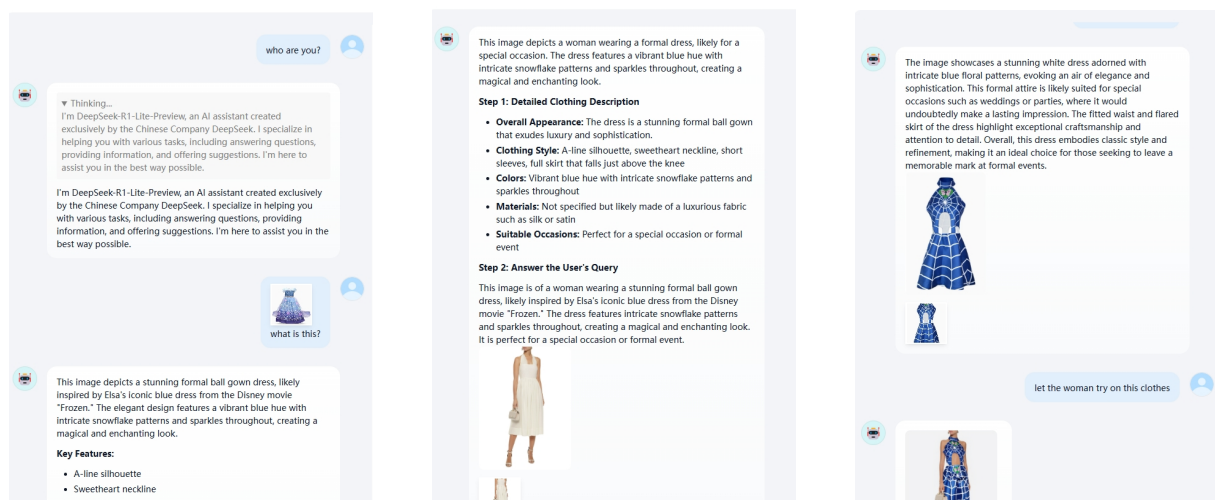 who are you?
▼ Thinking...
I'm DeepSeek-R1-Lite-Preview, an AI assistant created
exclusively by the Chinese Company DeepSeek. I specialize in
helping you with various tasks, including answering questions,
providing information, and offering suggestions. I'm here to
assist you in the best way possible.
I'm DeepSeek-R1-Lite-Preview, an AI assistant created exclusively
by the Chinese Company DeepSeek. I specialize in helping you
with various tasks, including answering questions, providing
information, and offering suggestions. I'm here to assist you in the
best way possible.
what is this?
This image depicts a stunning formal ball gown dress, likely
inspired by Elsa's iconic blue dress from the Disney movie
"Frozen." The elegant design features a vibrant blue hue with
intricate snowflake patterns and sparkles throughout, creating a
magical and enchanting look.
Key Features:
• A-line silhouette
• Sweetheart neckline
This image depicts a woman wearing a formal dress, likely for a
special occasion. The dress features a vibrant blue hue with
intricate snowflake patterns and sparkles throughout, creating a
magical and enchanting look.
Step 1: Detailed Clothing Description
• Overall Appearance: The dress is a stunning formal ball gown
that exudes luxury and sophistication.
• Clothing Style: A-line silhouette, sweetheart neckline, short
sleeves, full skirt that falls just above the knee
• Colors: Vibrant blue hue with intricate snowflake patterns and
sparkles throughout
• Materials: Not specified but likely made of a luxurious fabric
such as silk or satin
• Suitable Occasions: Perfect for a special occasion or formal
event
Step 2: Answer the User's Query
This image is of a woman wearing a stunning formal ball gown
dress, likely inspired by Elsa's iconic blue dress from the Disney
movie "Frozen." The dress features intricate snowflake patterns
and sparkles throughout, creating a magical and enchanting look.
It is perfect for a special occasion or formal event.
The image showcases a stunning white dress adorned with
intricate blue floral patterns, evoking an air of elegance and
sophistication. This formal attire is likely suited for special
occasions such as weddings or parties, where it would
undoubtedly make a lasting impression. The fitted waist and flared
skirt of the dress highlight exceptional craftsmanship and
attention to detail. Overall, this dress embodies classic style and
refinement, making it an ideal choice for those seeking to leave a
memorable mark at formal events.
let the woman try on this clothes